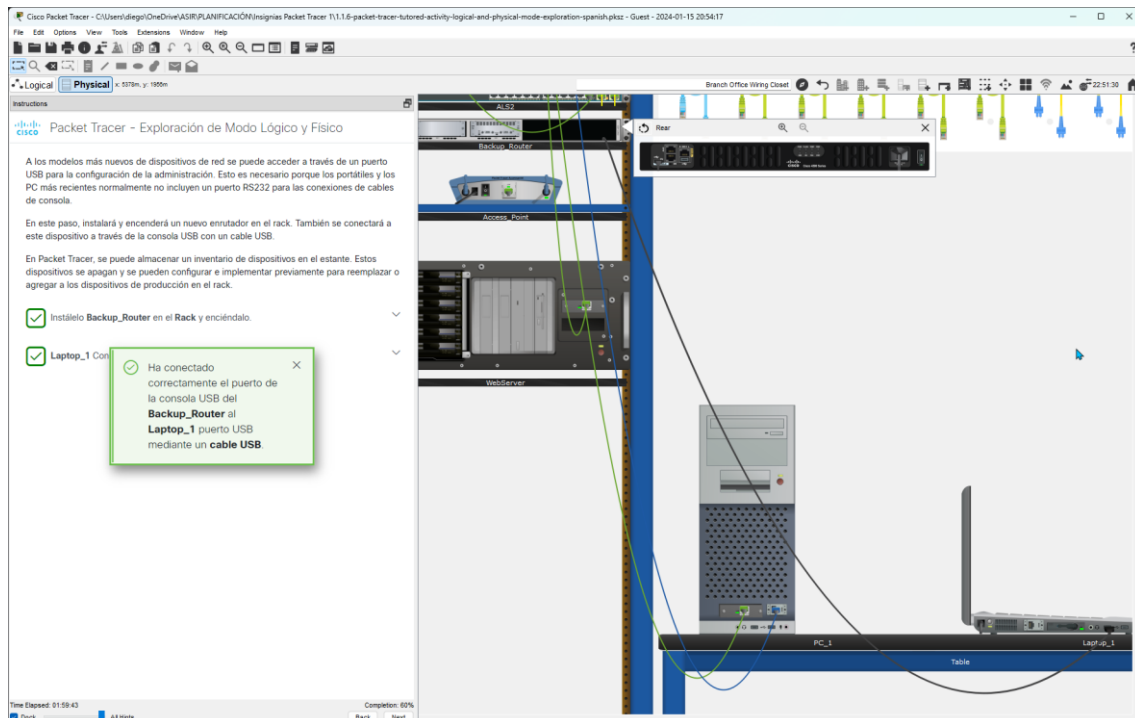 Cisco Packet Tracer - C:\Users\diego\OneDrive\ASIR\PLANIFICACIÓN\Insignias Packet Tracer 1\1.1.6-packet-tracer-tutored-activity-logical-and-physical-mode-exploration-spanish.pksz - Guest - 2024-01-15 20:54:17
File Edit Options View Tools Extensions Window Help
Logical Physical x: 5378m, y: 1955m
Branch Office Wiring Closet
22:51:30
Instructions
CISCO Packet Tracer - Exploración de Modo Lógico y Físico
A los modelos más nuevos de dispositivos de red se puede acceder a través de un puerto
USB para la configuración de la administración. Esto es necesario porque los portátiles y los
PC más recientes normalmente no incluyen un puerto RS232 para las conexiones de cables
de consola.
En este paso, instalará y encenderá un nuevo enrutador en el rack. También se conectará a
este dispositivo a través de la consola USB con un cable USB.
En Packet Tracer, se puede almacenar un inventario de dispositivos en el estante. Estos
dispositivos se apagan y se pueden configurar e implementar previamente para reemplazar o
agregar a los dispositivos de producción en el rack.
Instálelo Backup_Router en el Rack y enciéndalo.
Laptop_1 Con
Ha conectado
correctamente el puerto de
la consola USB del
Backup_Router al
Laptop_1 puerto USB
mediante un cable USB.
Time Elapsed: 01:59:43
Completion: 60%
Dock
All Hints
Back
Next
ALS2
Backup_Router
Rear
Access_Point
WebServer
PC_1
Laptop_1
Table